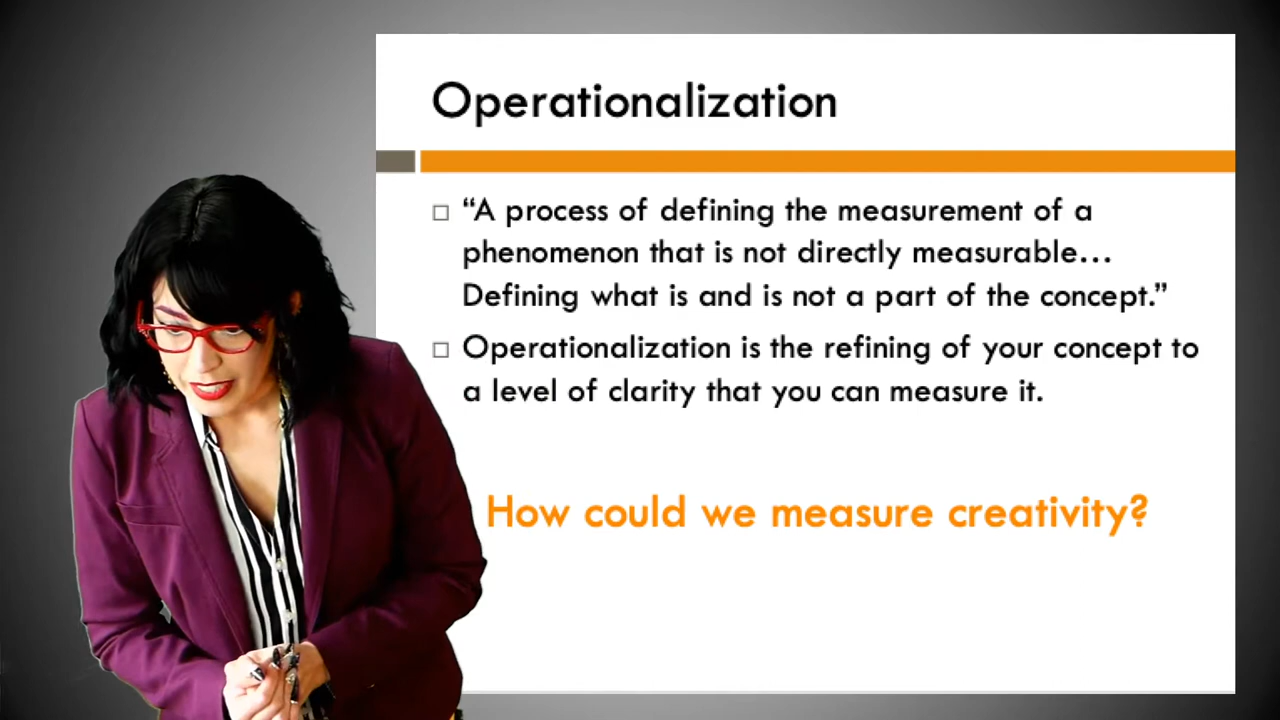 Operationalization
“A process of defining the measurement of a
phenomenon that is not directly measurable…
Defining what is and is not a part of the concept.”
Operationalization is the refining of your concept to
a level of clarity that you can measure it.
How could we measure creativity?